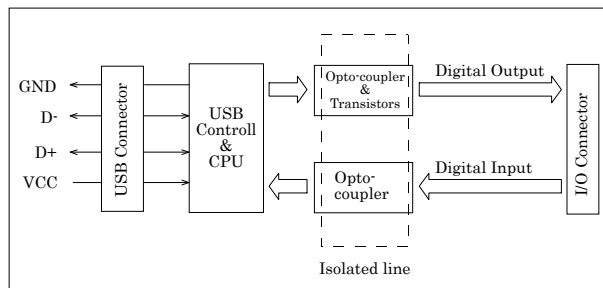 GND
D-
D+
VCC
USB Connector
USB
Controll
&
CPU
Opto-coupler
&
Transistors
Opto-
coupler
Digital Output
Digital Input
I/O Connector
Isolated line